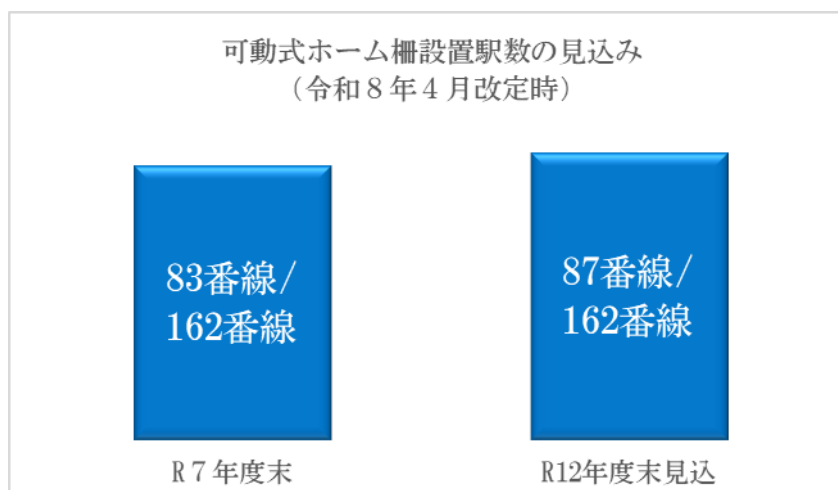 可動式ホーム柵設置駅数の見込み
（令和８年４月改定時）
83番線/
162番線
87番線/
162番線
R７年度末
R12年度末見込